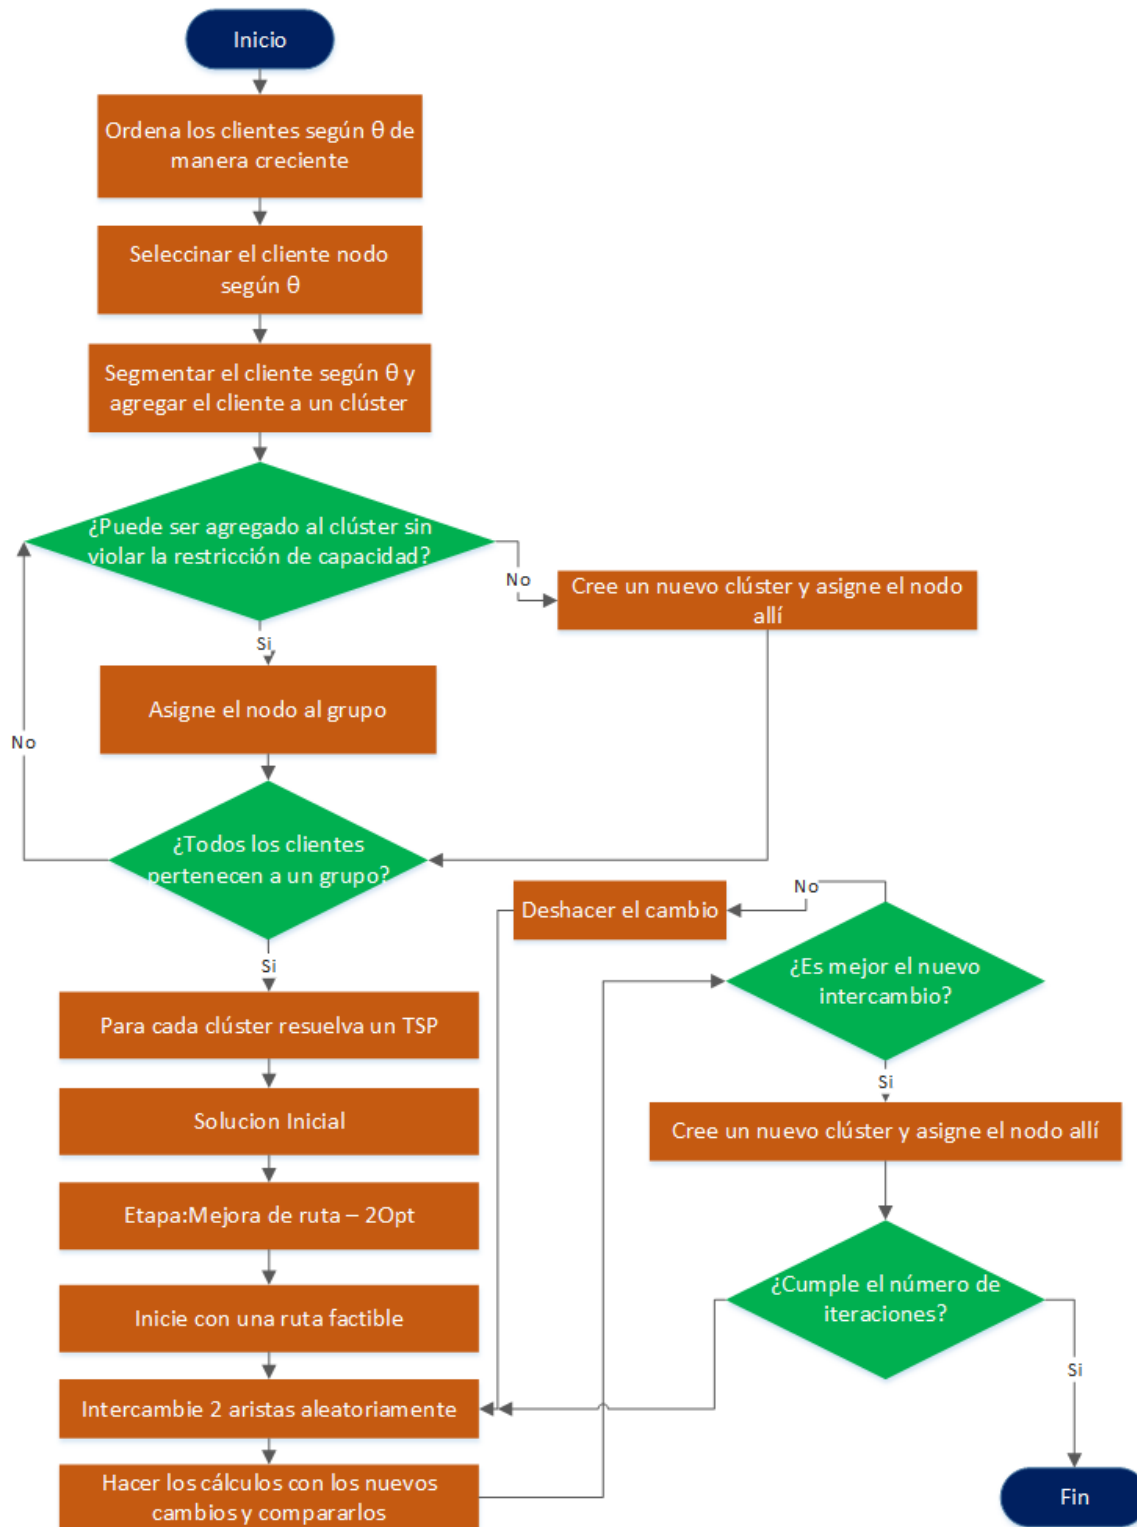 Inicio
Ordena los clientes según θ de
manera creciente
Seleccinar el cliente nodo
según θ
Segmentar el cliente según θ y
agregar el cliente a un clúster
¿Puede ser agregado al clúster sin
violar la restricción de capacidad?
No
Cree un nuevo clúster y asigne el nodo
allí
Si
Asigne el nodo al grupo
No
¿Todos los clientes
pertenecen a un grupo?
Si
Para cada clúster resuelva un TSP
Solucion Inicial
Etapa:Mejora de ruta – 2Opt
Inicie con una ruta factible
Intercambie 2 aristas aleatoriamente
Hacer los cálculos con los nuevos
cambios y compararlos
No
Deshacer el cambio
¿Es mejor el nuevo
intercambio?
Si
Cree un nuevo clúster y asigne el nodo allí
¿Cumple el número de
iteraciones?
Si
Fin